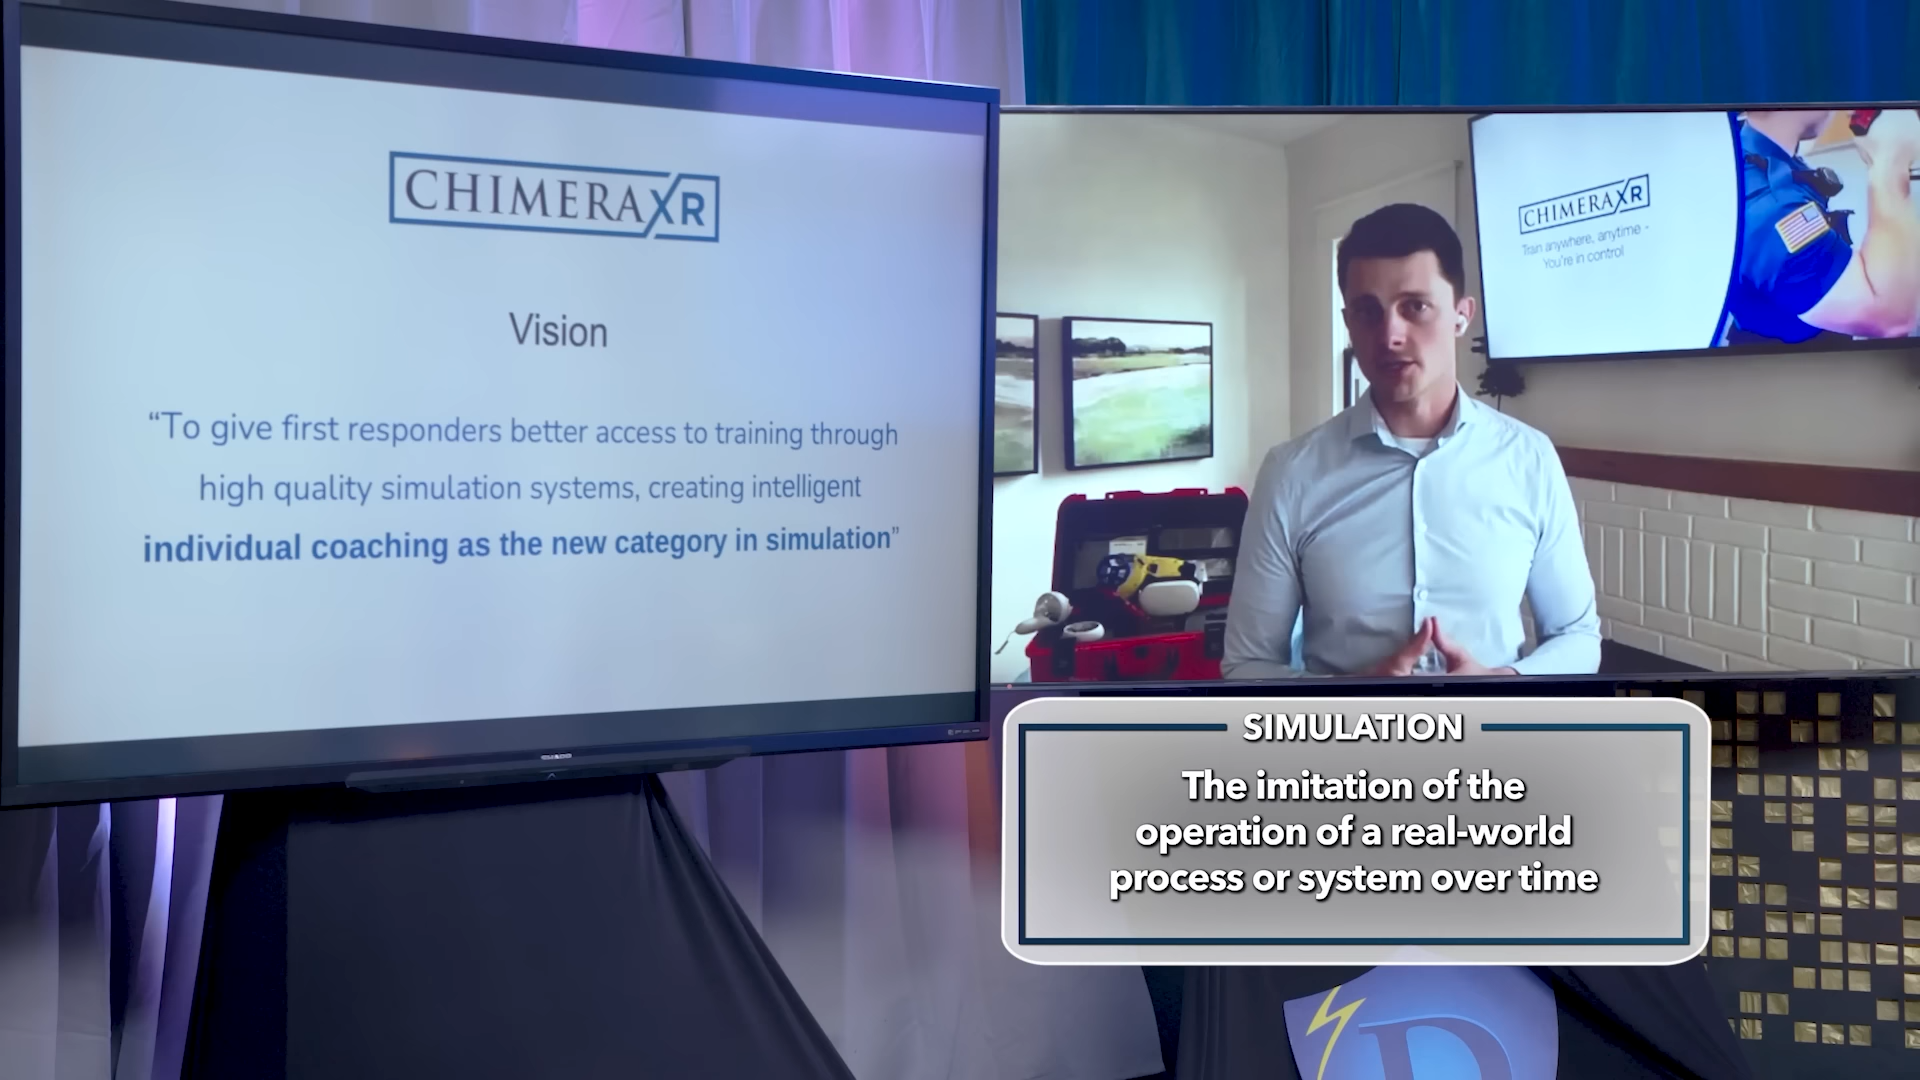 CHIMERAXR
Vision
“To give first responders better access to training through
high quality simulation systems, creating intelligent
individual coaching as the new category in simulation”
CHIMERAXR
Train anywhere, anytime -
You're in control
SIMULATION
The imitation of the
operation of a real-world
process or system over time
D